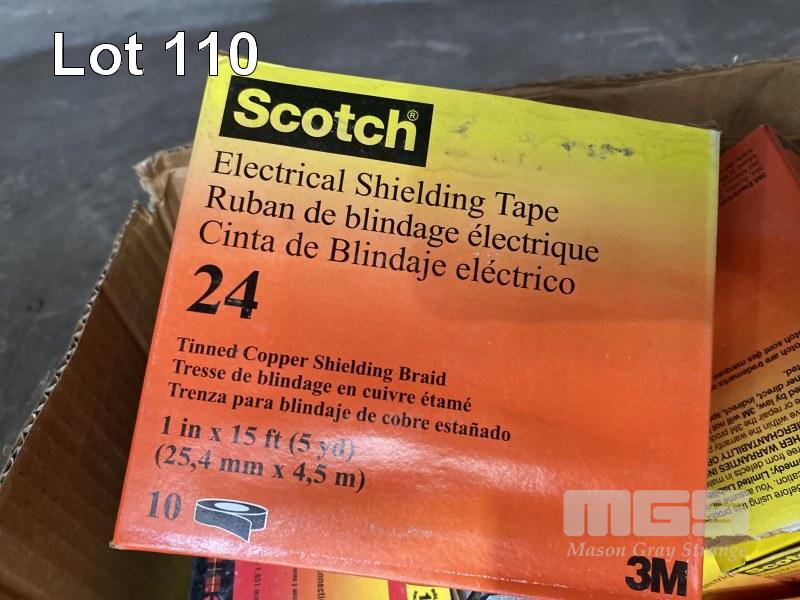 Lot 110
Scotch®
Electrical Shielding Tape
Ruban de blindage électrique
Cinta de Blindaje eléctrico
24
Tinned Copper Shielding Braid
Tresse de blindage en cuivre étamé
Trenza para blindaje de cobre estañado
1 in x 15 ft (5 yd)
(25,4 mm x 4,5 m)
10
3M
MGS
Mason Gray Strange
Scotch